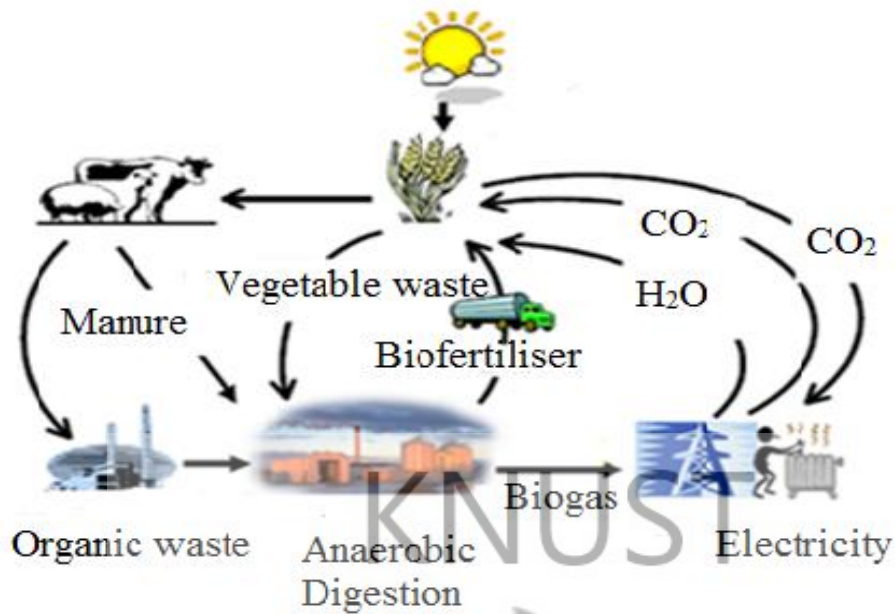 CO₂
CO₂
Vegetable waste
H₂O
Manure
Biofertiliser
KNUST
Biogas
Organic waste
Anaerobic
Digestion
Electricity